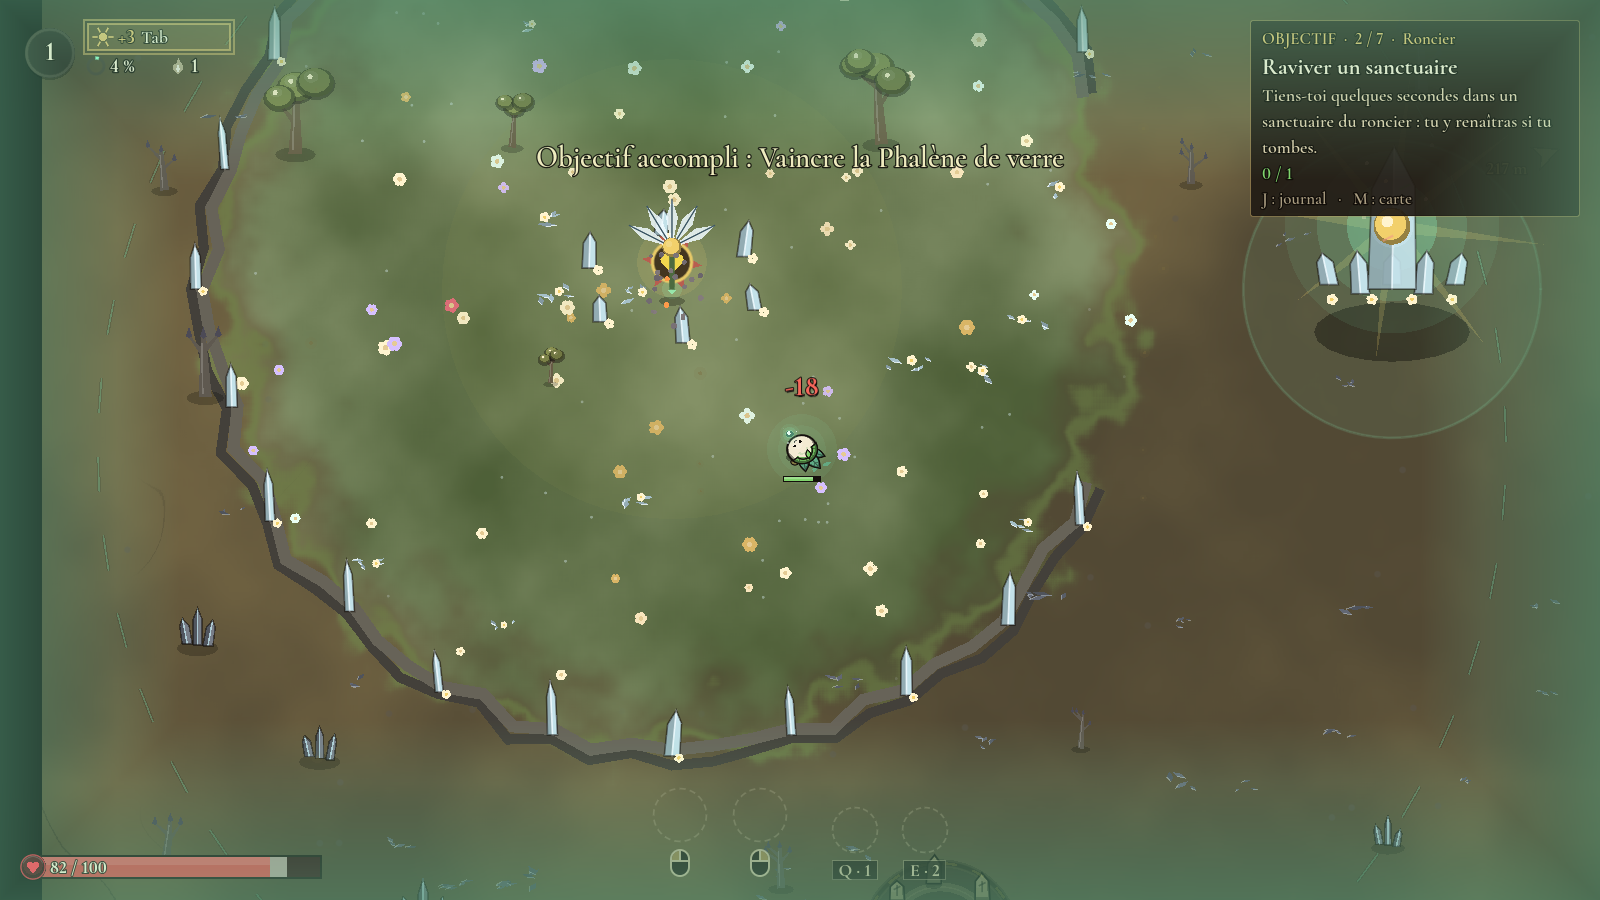 1
+3 Tab
4 %
1
OBJECTIF · 2 / 7 · Roncier
Raviver un sanctuaire
Tiens-toi quelques secondes dans un
sanctuaire du roncier : tu y renaîtras si tu
tombes.
0 / 1
J : journal · M : carte
Objectif accompli : Vaincre la Phalène de verre
-18
82 / 100
Q · 1
E · 2